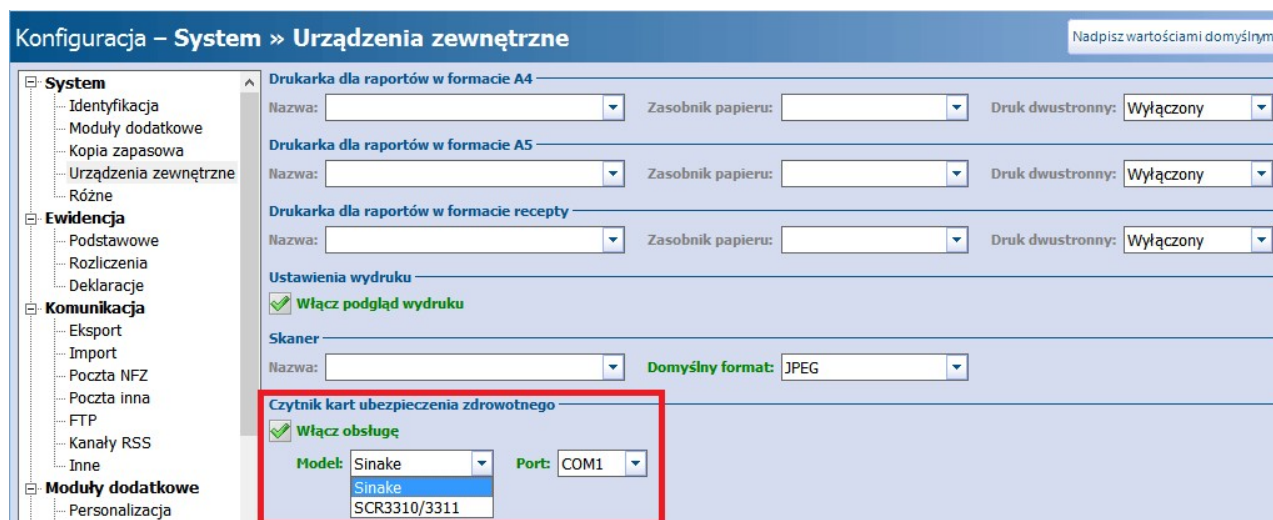 Konfiguracja – System » Urządzenia zewnętrzne
Nadpisz wartościami domyślnym
System
Identyfikacja
Moduły dodatkowe
Kopia zapasowa
Urządzenia zewnętrzne
Różne
Ewidencja
Podstawowe
Rozliczenia
Deklaracje
Komunikacja
Eksport
Import
Poczta NFZ
Poczta inna
FTP
Kanały RSS
Inne
Moduły dodatkowe
Personalizacja
Drukarka dla raportów w formacie A4
Nazwa: Zasobnik papieru: Druk dwustronny: Wyłączony
Drukarka dla raportów w formacie A5
Nazwa: Zasobnik papieru: Druk dwustronny: Wyłączony
Drukarka dla raportów w formacie recepty
Nazwa: Zasobnik papieru: Druk dwustronny: Wyłączony
Ustawienia wydruku
Włącz podgląd wydruku
Skaner
Nazwa: Domyślny format: JPEG
Czytnik kart ubezpieczenia zdrowotnego
Włącz obsługę
Model: Sinake Port: COM1
Sinake
SCR3310/3311